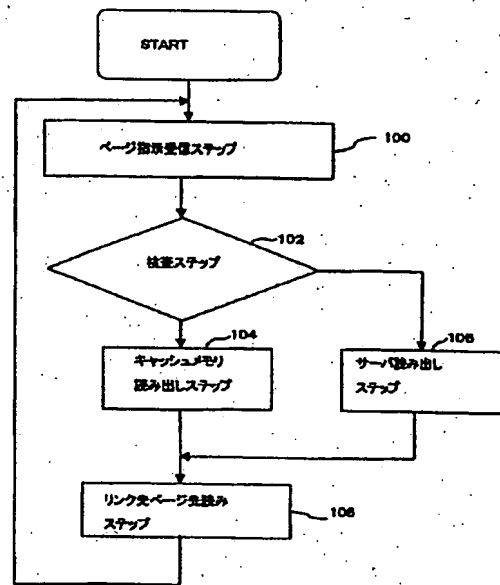 START
ページ指示受信ステップ
100
102
検査ステップ
104
キャッシュメモリ
読み出しステップ
106
サーバ読み出し
ステップ
リンク先ページ先読み
ステップ